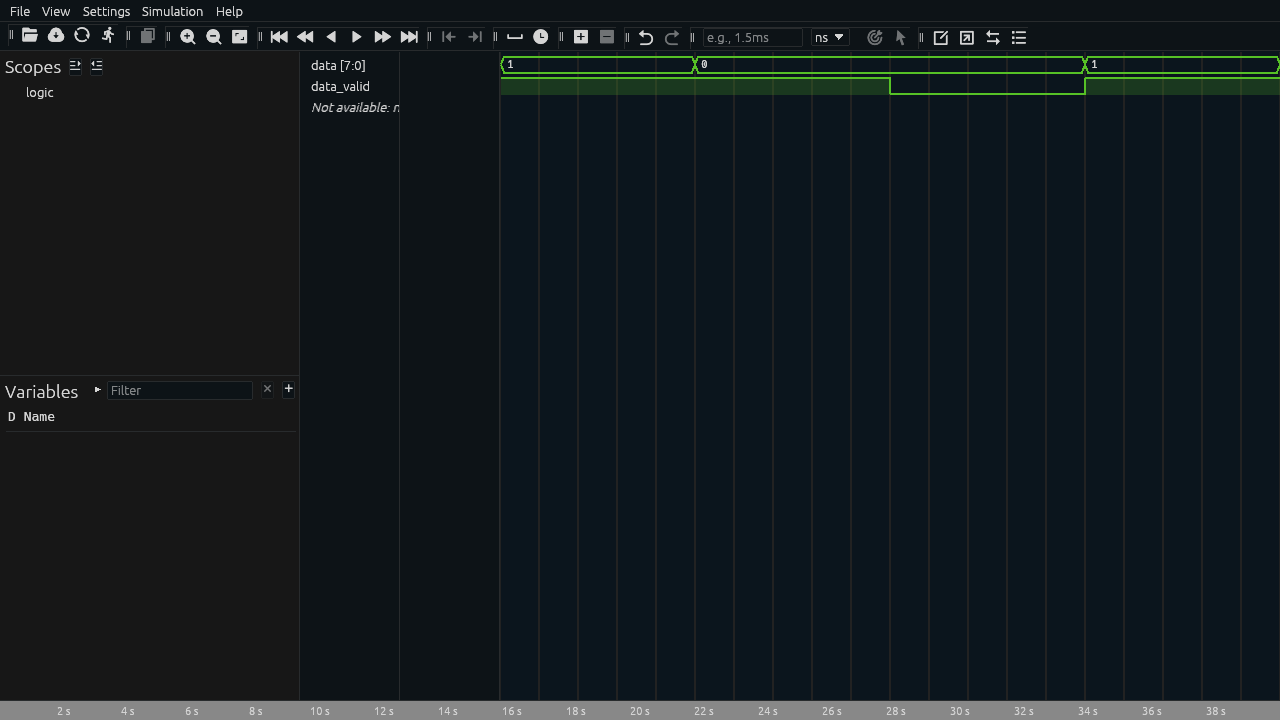 File View Settings Simulation Help
e.g., 1.5ms ns
Scopes
logic
data [7:0]
data_valid
Not available: r
1 0 1
Variables Filter
D Name
2 s 4 s 6 s 8 s 10 s 12 s 14 s 16 s 18 s 20 s 22 s 24 s 26 s 28 s 30 s 32 s 34 s 36 s 38 s